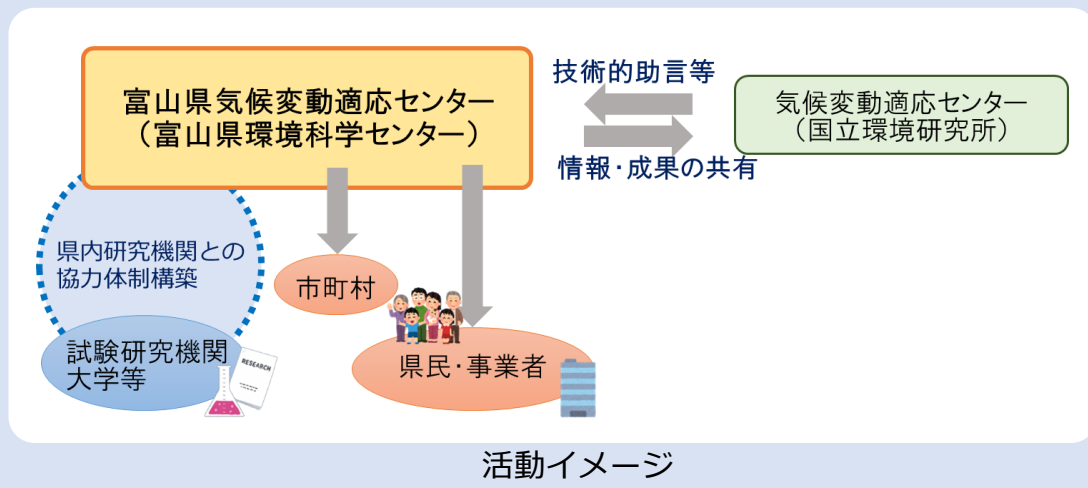 富山県気候変動適応センター
（富山県環境科学センター）
技術的助言等
情報・成果の共有
気候変動適応センター
（国立環境研究所）
県内研究機関との
協力体制構築
市町村
試験研究機関
大学等
RESEARCH
県民・事業者
活動イメージ